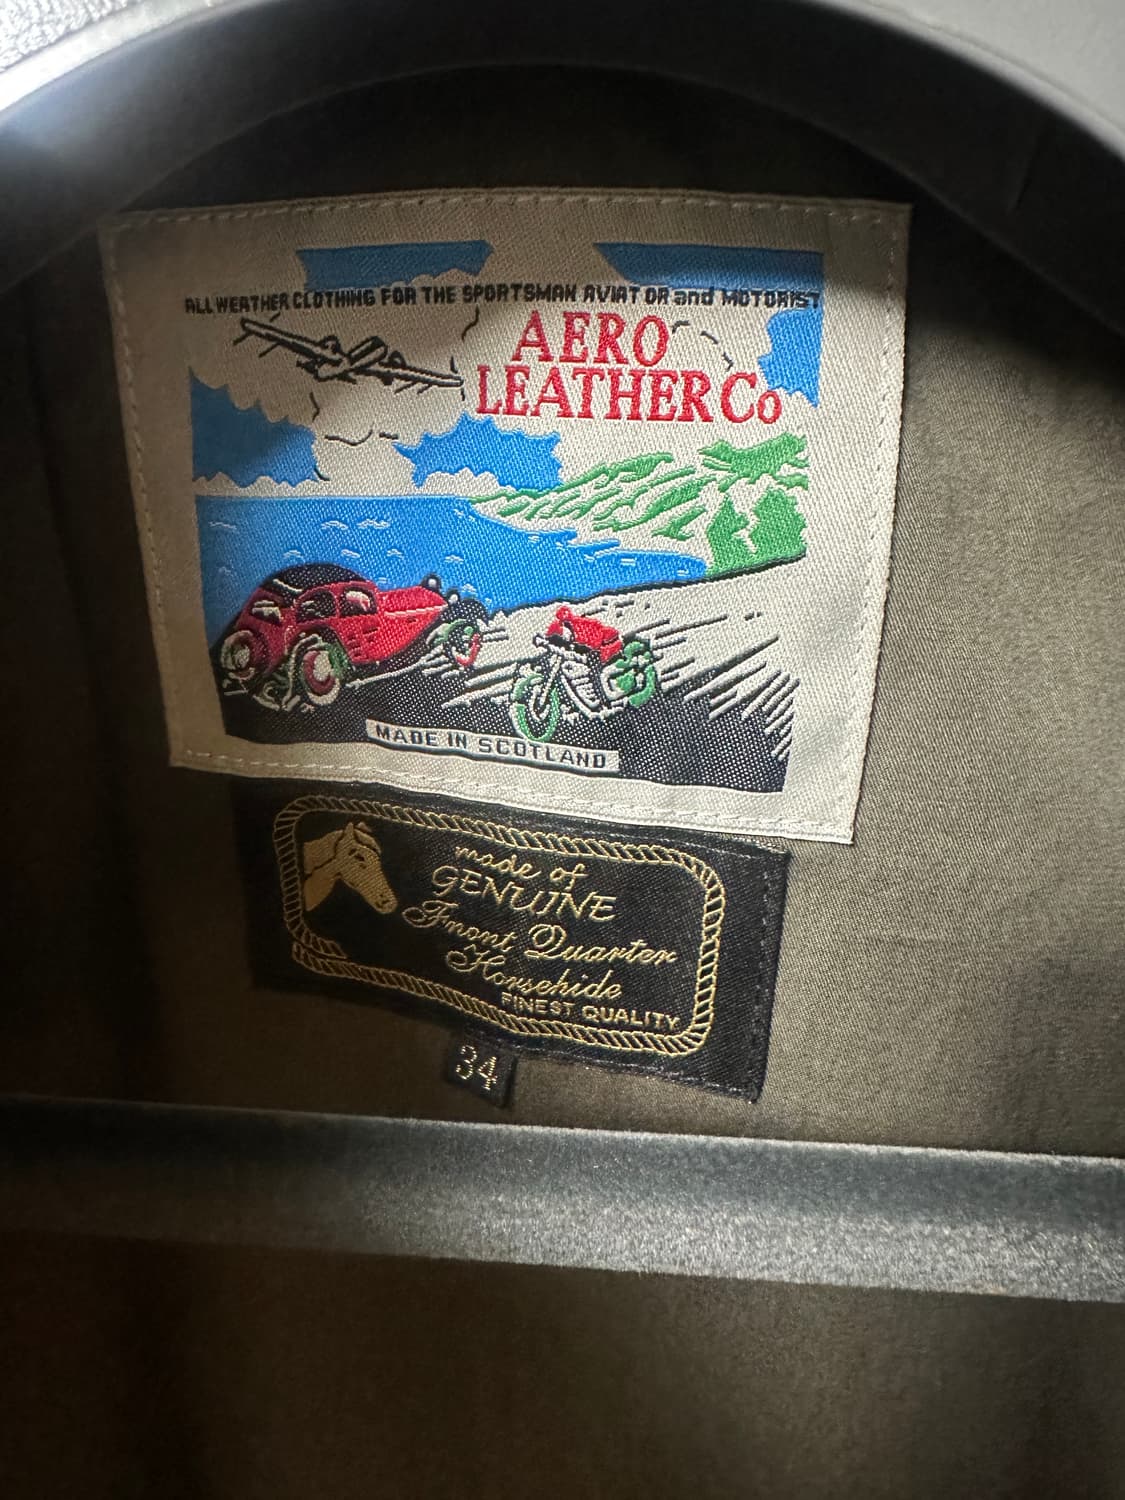 ALL WEATHER CLOTHING FOR THE SPORTSMAN AVIATOR and MOTORIST
AERO
LEATHER Co
MADE IN SCOTLAND
made of
GENUINE
Front Quarter
Horsehide
FINEST QUALITY
34